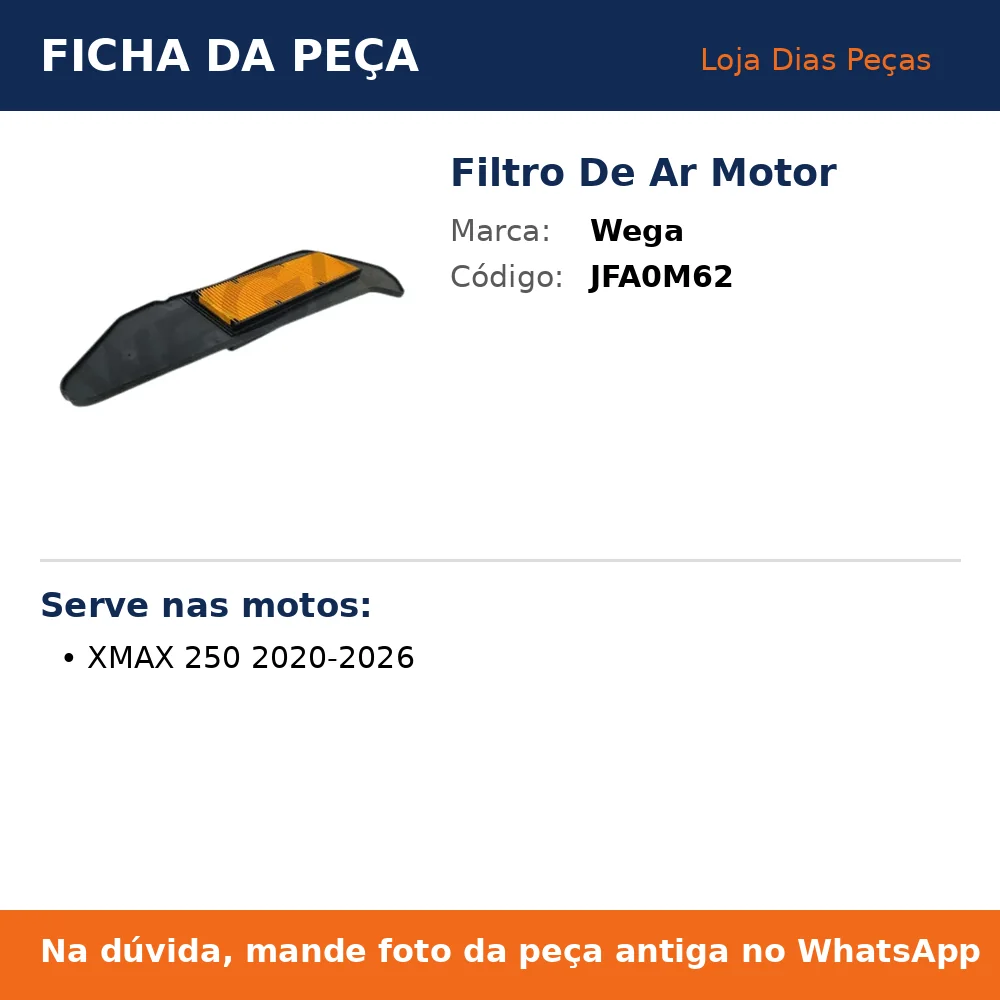 FICHA DA PEÇA
Loja Dias Peças
Filtro De Ar Motor
Marca: Wega
Código: JFA0M62
Serve nas motos:
• XMAX 250 2020-2026
Na dúvida, mande foto da peça antiga no WhatsApp